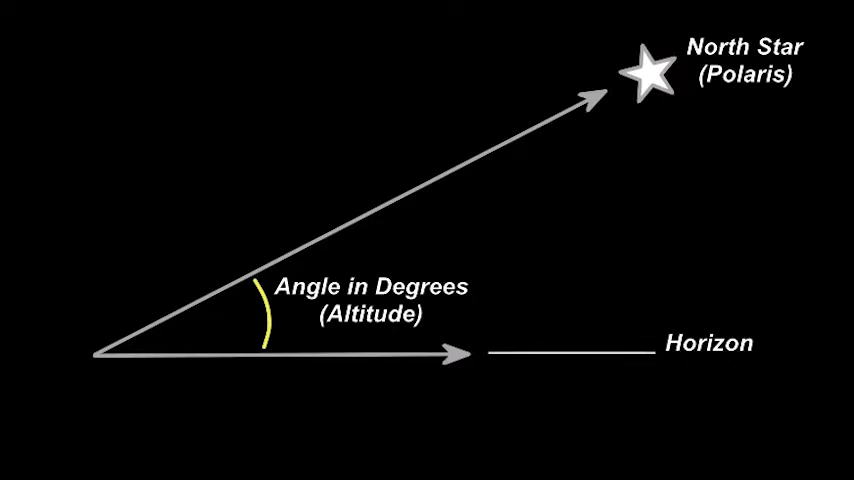 North Star
(Polaris)
Angle in Degrees
(Altitude)
Horizon